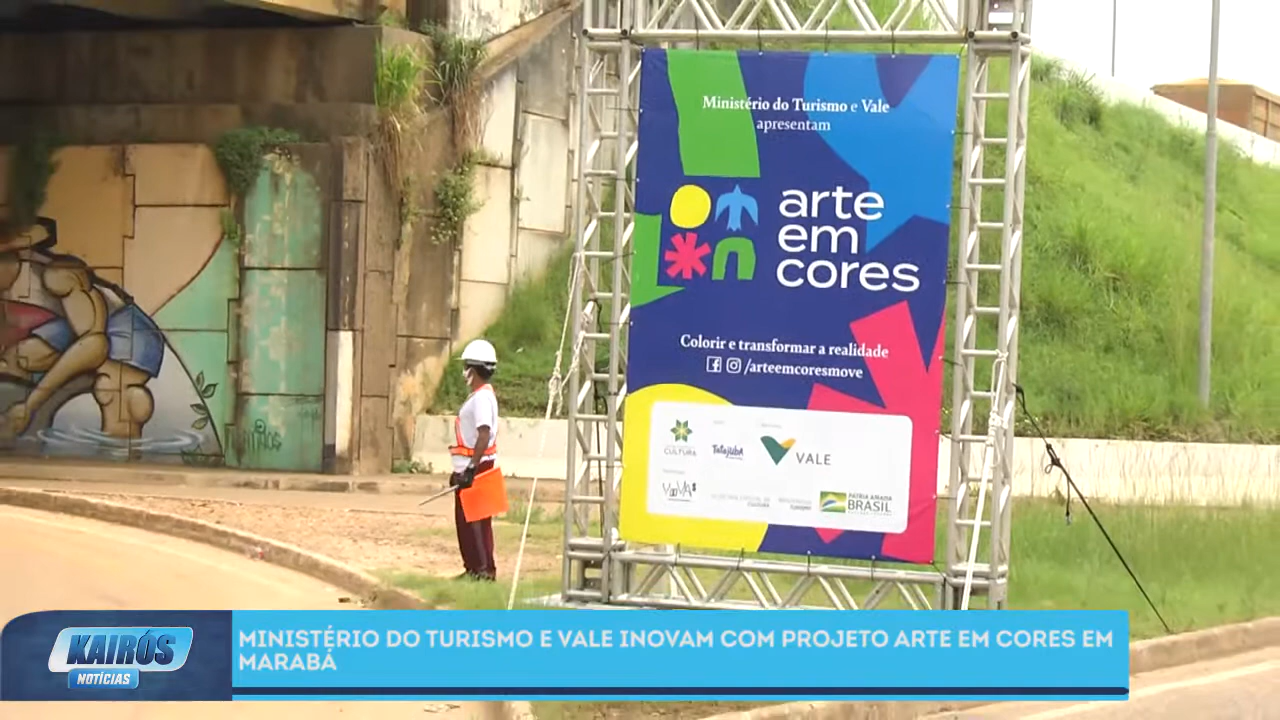 Ministério do Turismo e Vale
apresentam
arte
em
cores
Colorir e transformar a realidade
/arteemcoresmove
CULTURA
Tatajuba
VALE
PÁTRIA AMADA
BRASIL
KAIRÓS
NOTÍCIAS
MINISTÉRIO DO TURISMO E VALE INOVAM COM PROJETO ARTE EM CORES EM
MARABÁ